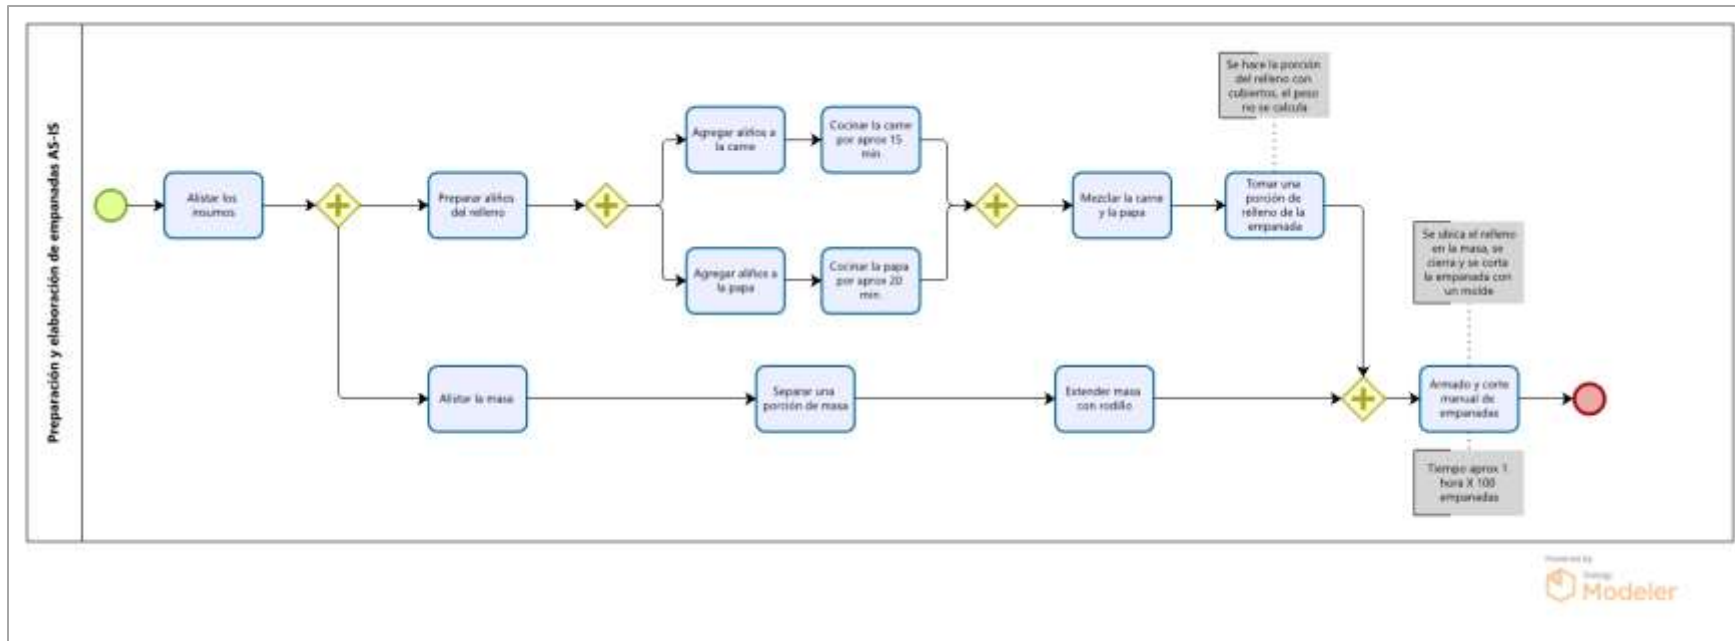 Preparación y elaboración de empanadas AS-IS
Alistar los
insumos
Preparar aliños
del relleno
Agregar aliños a
la carne
Cocinar la carne
por aprox 15
min
Agregar aliños a
la papa
Cocinar la papa
por aprox 20
min
Mezclar la carne
y la papa
Se hace la porción
del relleno con
cubiertos, el peso
no se calcula
Tomar una
porción de
relleno de la
empanada
Alistar la masa
Separar una
porción de masa
Extender masa
con rodillo
Se ubica el relleno
en la masa, se
cierra y se corta
la empanada con
un molde
Armado y corte
manual de
empanadas
Tiempo aprox 1
hora X 100
empanadas
Powered by
Modeler